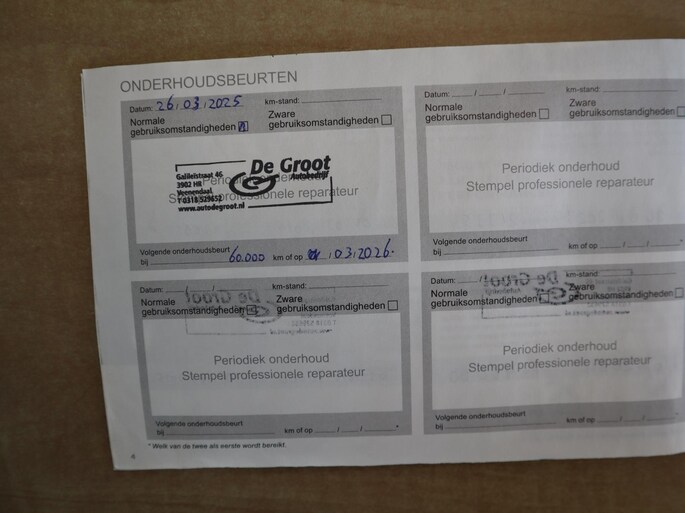 ONDERHOUDSBEURTEN
Datum: 26/03/2025 km-stand:
Normale gebruiksomstandigheden
Zware gebruiksomstandigheden
Periodiek onderhoud
Stempel professionele reparateur
Galileistraat 46
3902 HR
Veenendaal
T 0318 529652
www.autodegroot.nl
De Groot
Autobedrijf
Volgende onderhoudsbeurt
bij 60.000 km of op /03/2026.
Datum: / / km-stand:
Normale gebruiksomstandigheden
Zware gebruiksomstandigheden
Periodiek onderhoud
Stempel professionele reparateur
Volgende onderhoudsbeurt
bij km of op / / *
Datum: / / km-stand:
Normale gebruiksomstandigheden
Zware gebruiksomstandigheden
Periodiek onderhoud
Stempel professionele reparateur
Volgende onderhoudsbeurt
bij km of op / / *
Datum: km-stand:
Normale gebruiksomstandigheden
Zware gebruiksomstandigheden
Periodiek onderhoud
Stempel professionele reparateur
Volgende onderhoudsbeurt
bij km of op / / *
* Welk van de twee als eerste wordt bereikt.
4